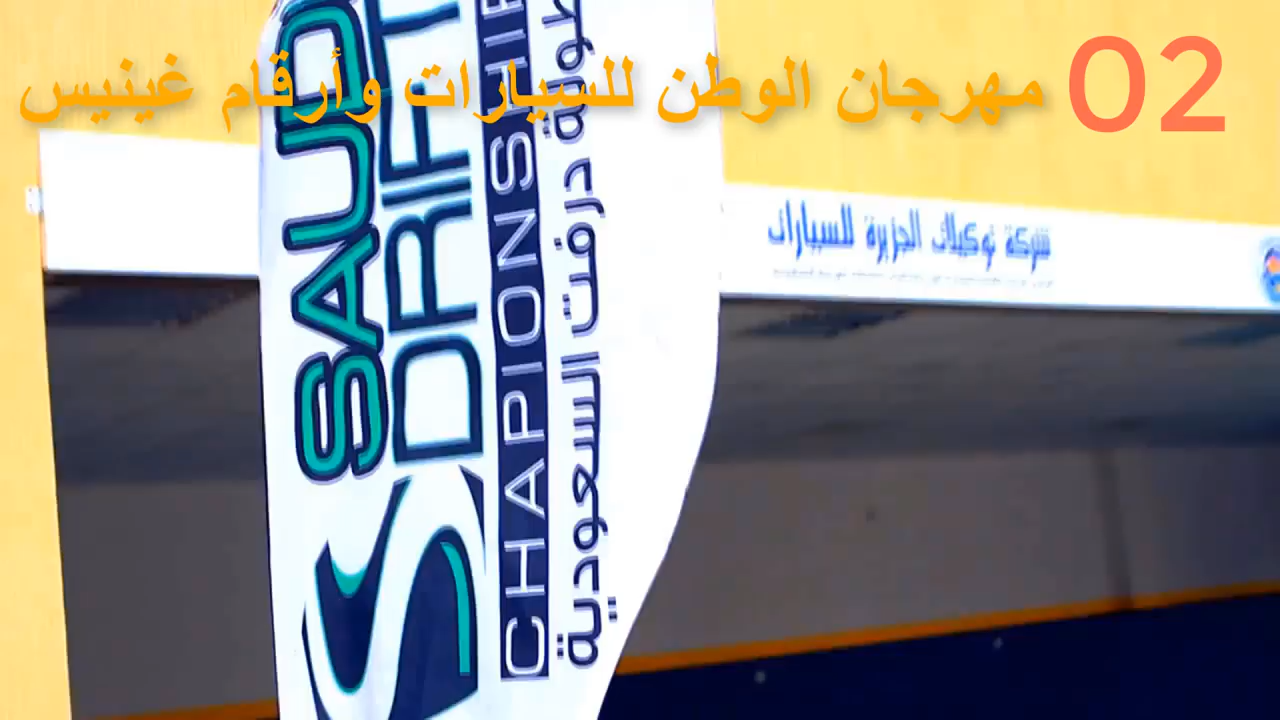 02 مهرجان الوطن للسيارات وأرقام غينيس
SAUDI
DRIFT
CHAPIONSHIP
بطولة درفت السعودية
شركة توكيلات الجزيرة للسيارات